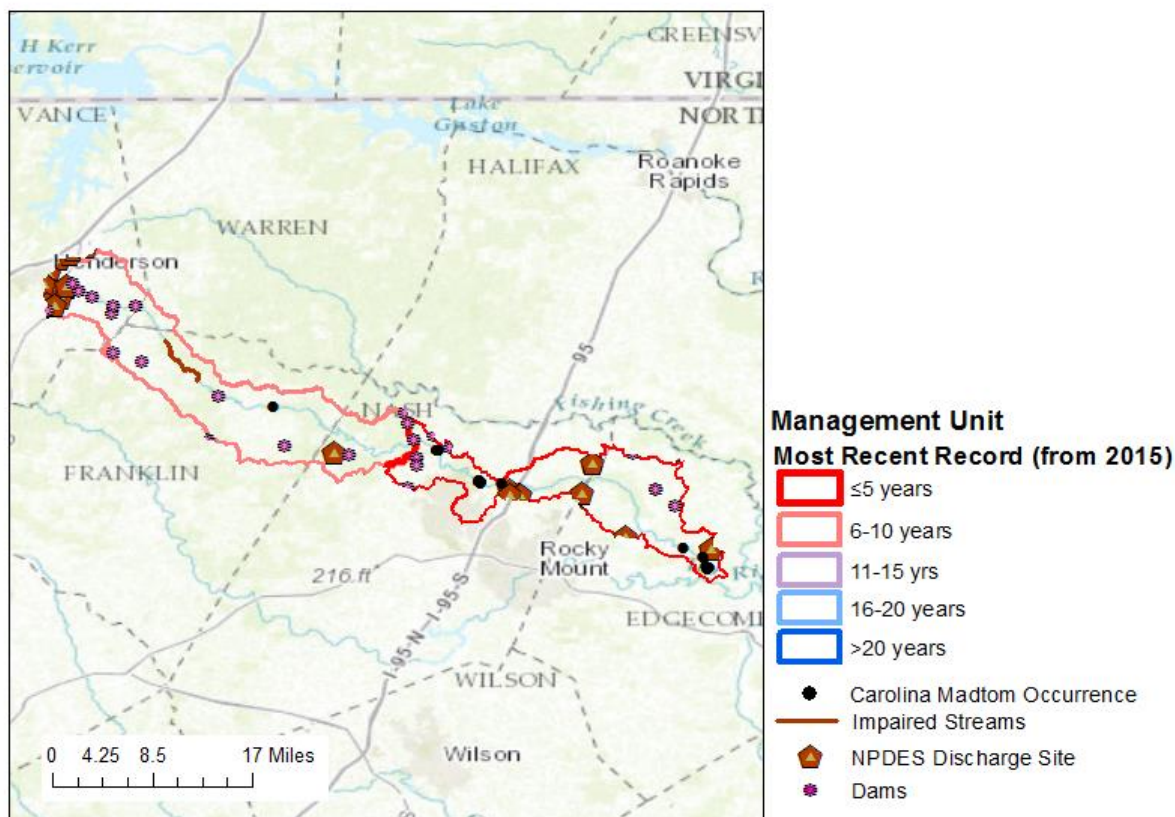 H Kerr
GREENSV
VIRGI
NORT
VANCE
Lake
Gaston
HALIFAX
Roanoke
Rapids
WARREN
Henderson
95
Fishing Creek
NASH
FRANKLIN
Rocky
Mount
216.ft
I-95-N-I-95-S
EDGECOM
WILSON
Wilson
0 4.25 8.5 17 Miles
Management Unit
Most Recent Record (from 2015)
≤5 years
6-10 years
11-15 yrs
16-20 years
>20 years
Carolina Madtom Occurrence
Impaired Streams
NPDES Discharge Site
Dams